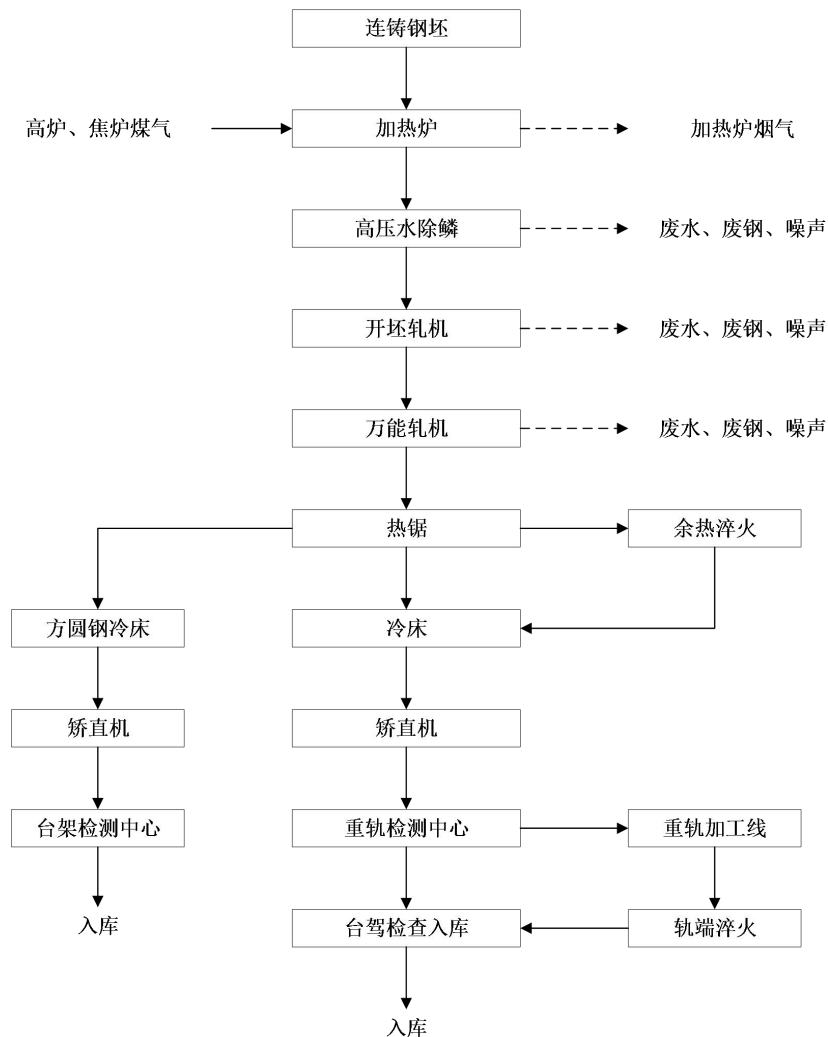 连铸钢坯
高炉、焦炉煤气
加热炉
加热炉烟气
高压水除鳞
废水、废钢、噪声
开坯轧机
废水、废钢、噪声
万能轧机
废水、废钢、噪声
热锯
余热淬火
方圆钢冷床
冷床
矫直机
矫直机
台架检测中心
重轨检测中心
重轨加工线
入库
台驾检查入库
轨端淬火
入库